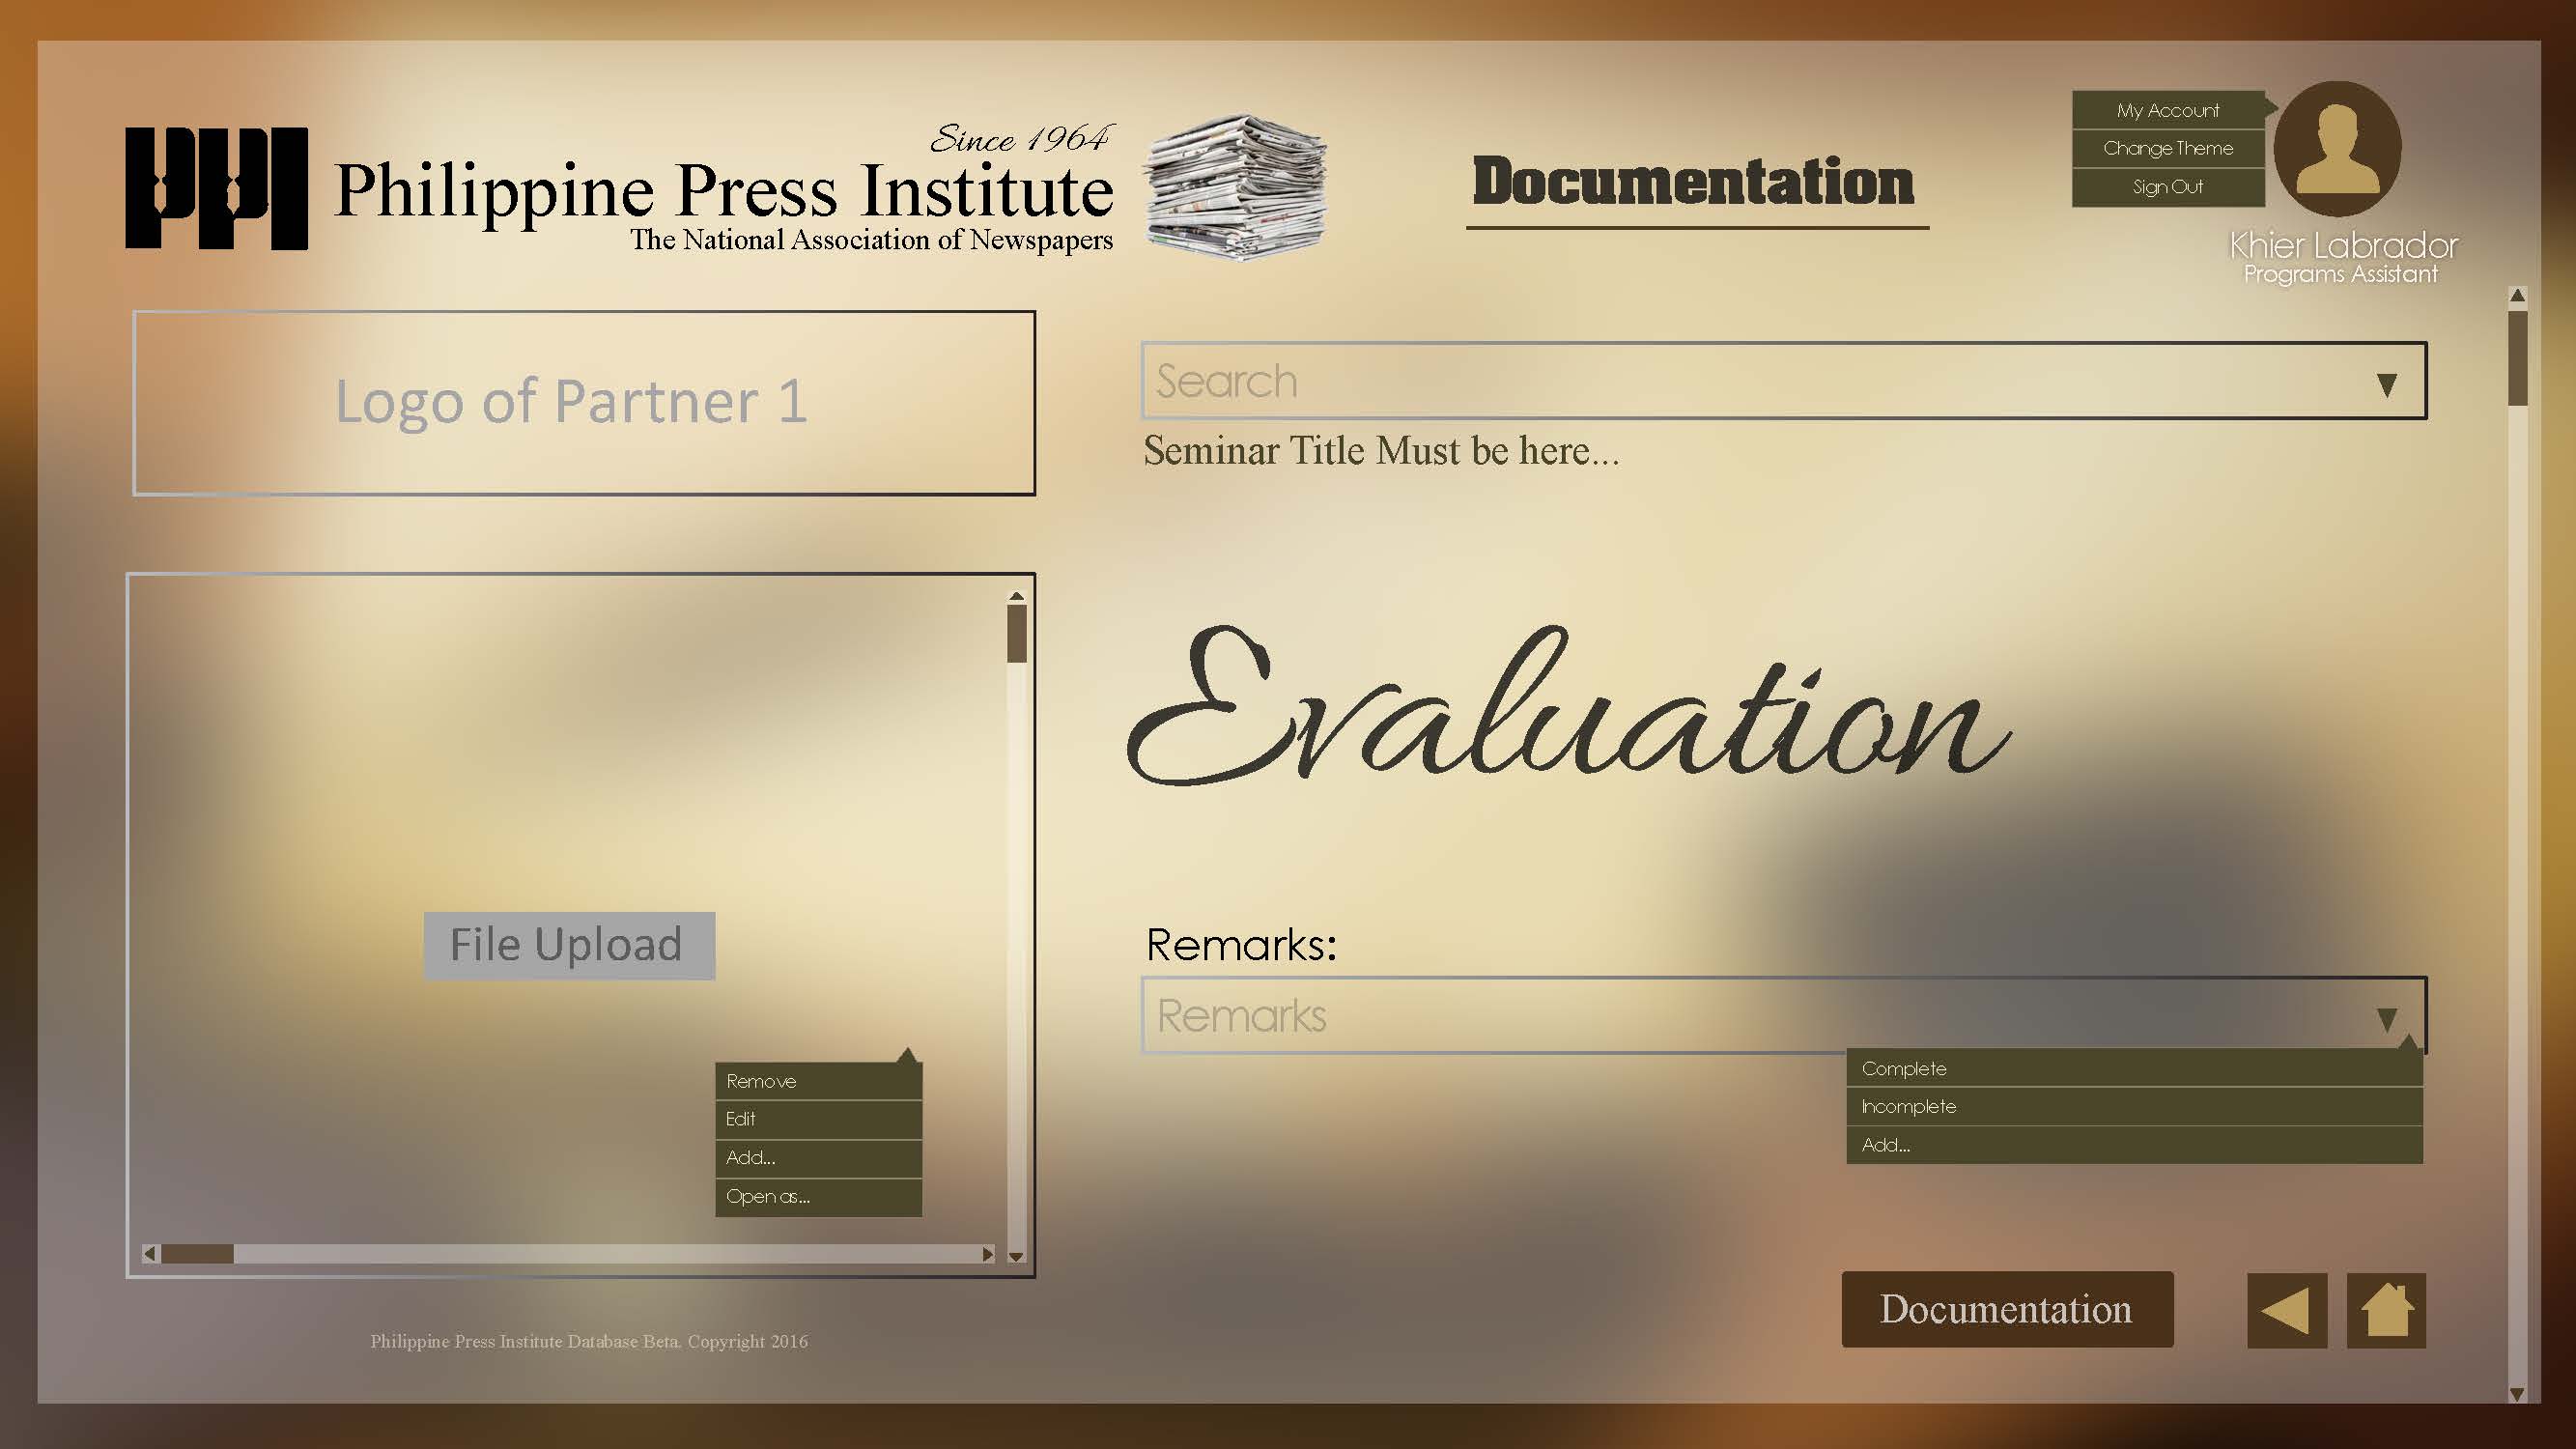 PPI
Since 1964
Philippine Press Institute
The National Association of Newspapers
Documentation
My Account
Change Theme
Sign Out
Khier Labrador
Programs Assistant
Logo of Partner 1
Search
Seminar Title Must be here...
Evaluation
File Upload
Remove
Edit
Add...
Open as...
Remarks:
Remarks
Complete
Incomplete
Add...
Documentation
Philippine Press Institute Database Beta. Copyright 2016